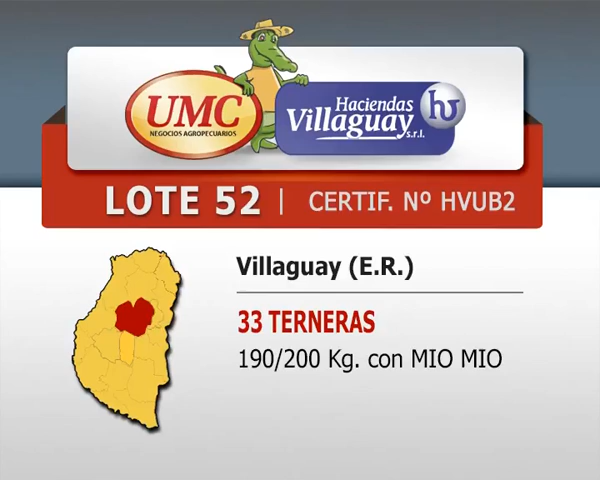 UMC
NEGOCIOS AGROPECUARIOS
Haciendas
Villaguay
s.r.l.
hv
LOTE 52 | CERTIF. Nº HVUB2
Villaguay (E.R.)
33 TERNERAS
190/200 Kg. con MIO MIO